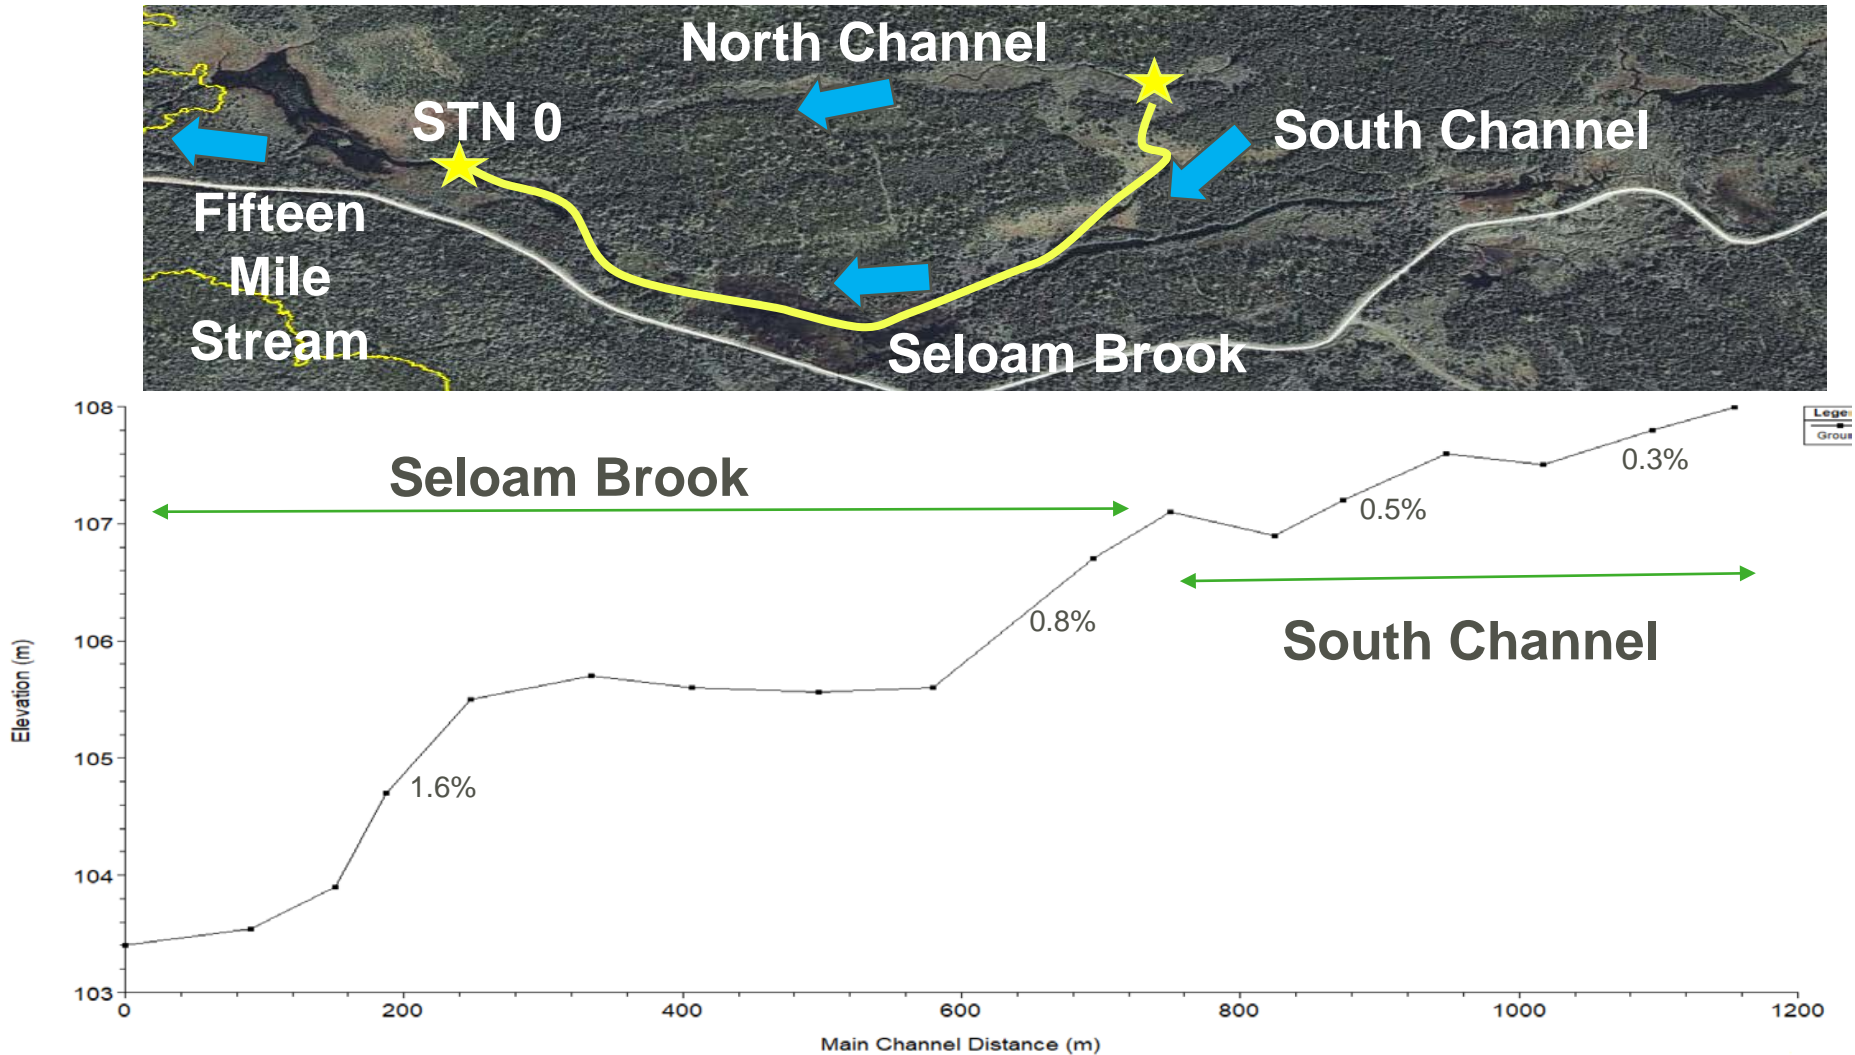 North Channel
STN 0
South Channel
Fifteen
Mile
Stream
Seloam Brook
108
107
106
105
104
103
Elevation (m)
Seloam Brook
South Channel
1.6%
0.8%
0.5%
0.3%
0
200
400
600
800
1000
1200
Main Channel Distance (m)